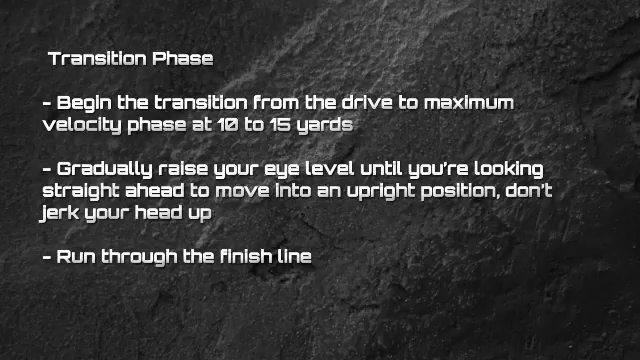 Transition Phase
- Begin the transition from the drive to maximum
velocity phase at 10 to 15 yards
- Gradually raise your eye level until you're looking
straight ahead to move into an upright position, don't
jerk your head up
- Run through the finish line